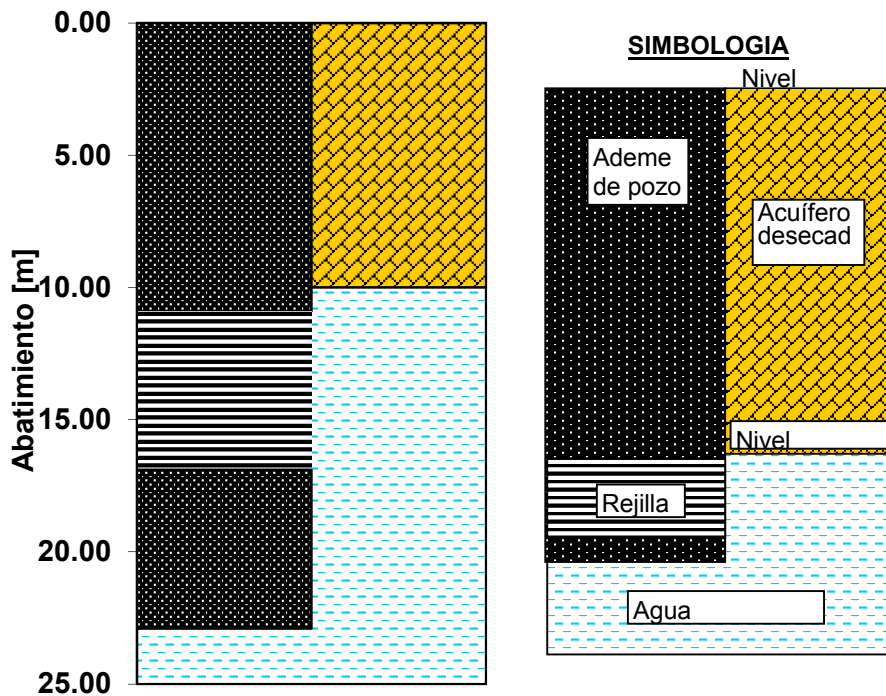 0.00
5.00
10.00
15.00
20.00
25.00
Abatimiento [m]
SIMBOLOGIA
Nivel
Ademe
de pozo
Acuífero
desecad
Nivel
Rejilla
Agua